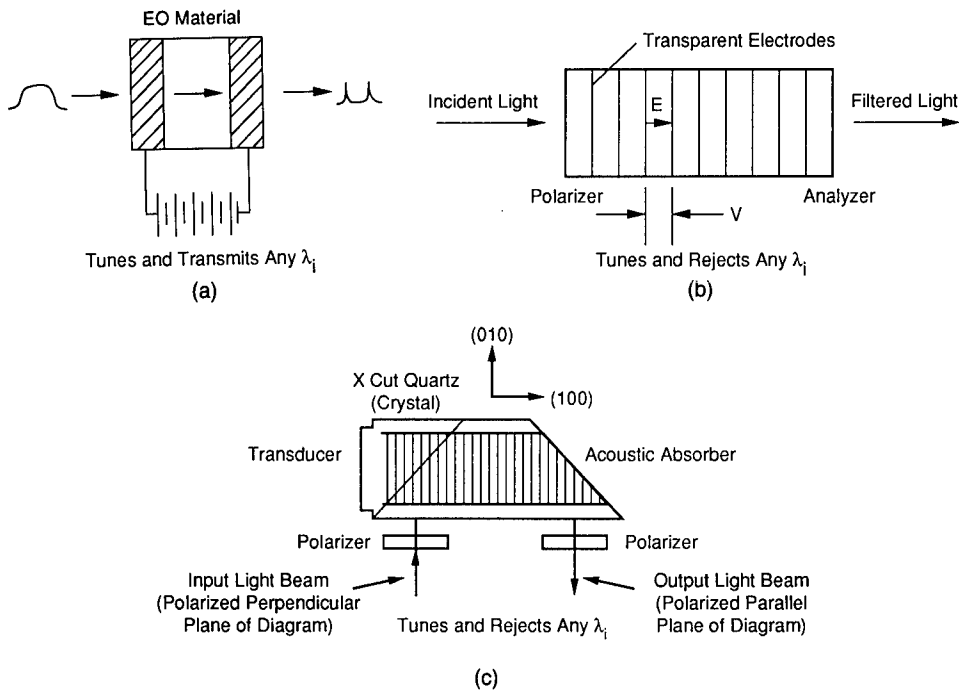 EO Material
Tunes and Transmits Any λi
(a)
Transparent Electrodes
Incident Light
E
Filtered Light
Polarizer
Analyzer
V
Tunes and Rejects Any λi
(b)
(010)
X Cut Quartz
(Crystal)
(100)
Transducer
Acoustic Absorber
Polarizer
Polarizer
Input Light Beam
(Polarized Perpendicular
Plane of Diagram)
Output Light Beam
(Polarized Parallel
Plane of Diagram)
Tunes and Rejects Any λi
(c)